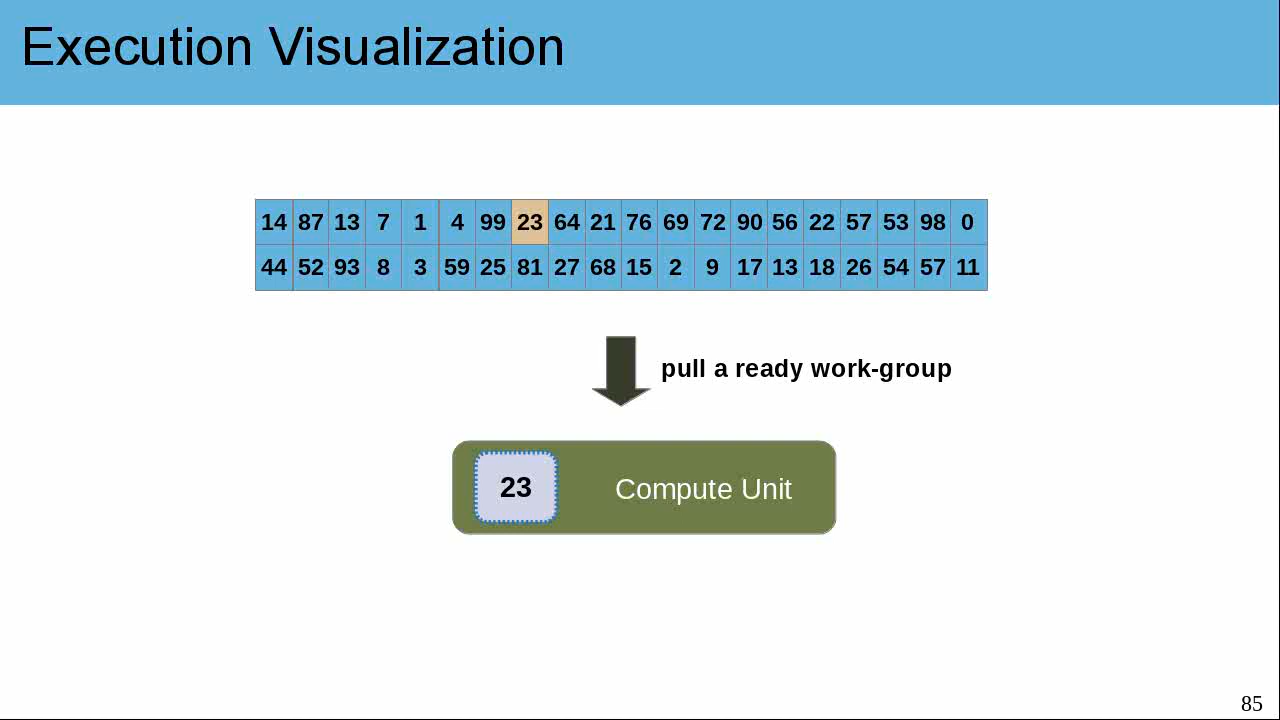 Execution Visualization
14 87 13 7 1 4 99 23 64 21 76 69 72 90 56 22 57 53 98 0
44 52 93 8 3 59 25 81 27 68 15 2 9 17 13 18 26 54 57 11
pull a ready work-group
23 Compute Unit
85